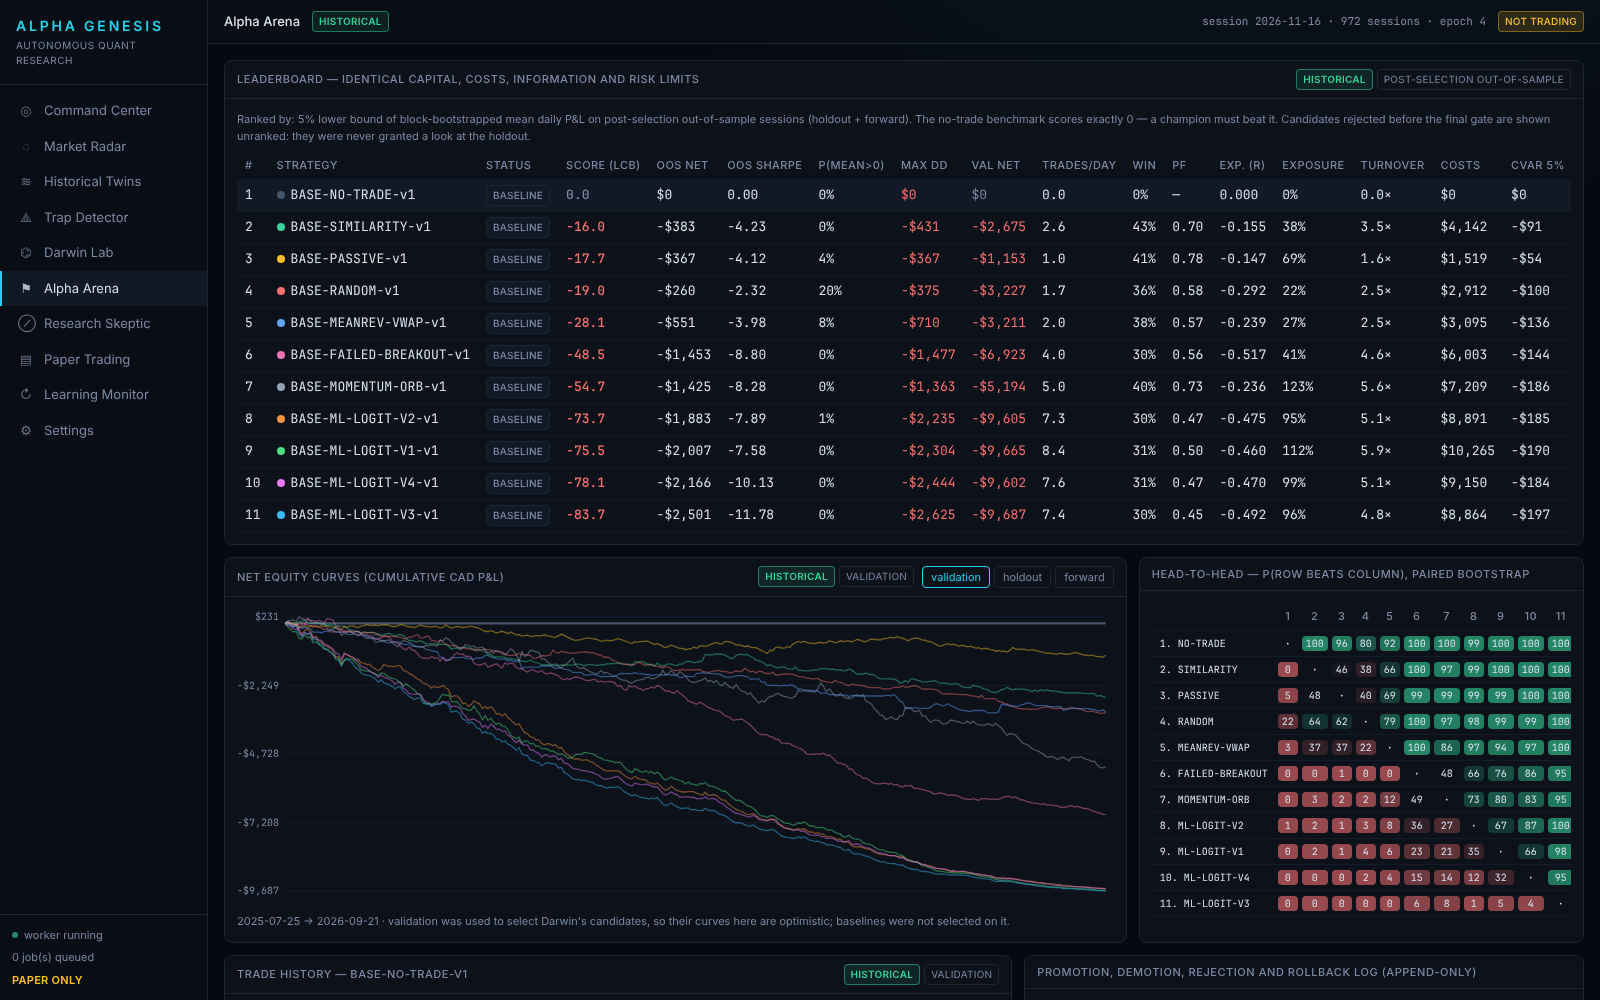 ALPHA GENESIS
AUTONOMOUS QUANT
RESEARCH
Command Center
Market Radar
Historical Twins
Trap Detector
Darwin Lab
Alpha Arena
Research Skeptic
Paper Trading
Learning Monitor
Settings
worker running
0 job(s) queued
PAPER ONLY
Alpha Arena HISTORICAL session 2026-11-16 · 972 sessions · epoch 4 NOT TRADING
LEADERBOARD — IDENTICAL CAPITAL, COSTS, INFORMATION AND RISK LIMITS HISTORICAL POST-SELECTION OUT-OF-SAMPLE
Ranked by: 5% lower bound of block-bootstrapped mean daily P&L on post-selection out-of-sample sessions (holdout + forward). The no-trade benchmark scores exactly 0 — a champion must beat it. Candidates rejected before the final gate are shown
unranked: they were never granted a look at the holdout.
# STRATEGY STATUS SCORE (LCB) OOS NET OOS SHARPE P(MEAN>0) MAX DD VAL NET TRADES/DAY WIN PF EXP. (R) EXPOSURE TURNOVER COSTS CVAR 5%
1 BASE-NO-TRADE-v1 BASELINE 0.0 $0 0.00 0% $0 $0 0.0 0% — 0.000 0% 0.0× $0 $0
2 BASE-SIMILARITY-v1 BASELINE -16.0 -$383 -4.23 0% -$431 -$2,675 2.6 43% 0.70 -0.155 38% 3.5× $4,142 -$91
3 BASE-PASSIVE-v1 BASELINE -17.7 -$367 -4.12 4% -$367 -$1,153 1.0 41% 0.78 -0.147 69% 1.6× $1,519 -$54
4 BASE-RANDOM-v1 BASELINE -19.0 -$260 -2.32 20% -$375 -$3,227 1.7 36% 0.58 -0.292 22% 2.5× $2,912 -$100
5 BASE-MEANREV-VWAP-v1 BASELINE -28.1 -$551 -3.98 8% -$710 -$3,211 2.0 38% 0.57 -0.239 27% 2.5× $3,095 -$136
6 BASE-FAILED-BREAKOUT-v1 BASELINE -48.5 -$1,453 -8.80 0% -$1,477 -$6,923 4.0 30% 0.56 -0.517 41% 4.6× $6,003 -$144
7 BASE-MOMENTUM-ORB-v1 BASELINE -54.7 -$1,425 -8.28 0% -$1,363 -$5,194 5.0 40% 0.73 -0.236 123% 5.6× $7,209 -$186
8 BASE-ML-LOGIT-V2-v1 BASELINE -73.7 -$1,883 -7.89 1% -$2,235 -$9,605 7.3 30% 0.47 -0.475 95% 5.1× $8,891 -$185
9 BASE-ML-LOGIT-V1-v1 BASELINE -75.5 -$2,007 -7.58 0% -$2,304 -$9,665 8.4 31% 0.50 -0.460 112% 5.9× $10,265 -$190
10 BASE-ML-LOGIT-V4-v1 BASELINE -78.1 -$2,166 -10.13 0% -$2,444 -$9,602 7.6 31% 0.47 -0.470 99% 5.1× $9,150 -$184
11 BASE-ML-LOGIT-V3-v1 BASELINE -83.7 -$2,501 -11.78 0% -$2,625 -$9,687 7.4 30% 0.45 -0.492 96% 4.8× $8,864 -$197
NET EQUITY CURVES (CUMULATIVE CAD P&L) HISTORICAL VALIDATION validation holdout forward
$231
-$2,249
-$4,728
-$7,208
-$9,687
2025-07-25 → 2026-09-21 · validation was used to select Darwin's candidates, so their curves here are optimistic; baselines were not selected on it.
HEAD-TO-HEAD — P(ROW BEATS COLUMN), PAIRED BOOTSTRAP
1 2 3 4 5 6 7 8 9 10 11
1. NO-TRADE · 100 96 80 92 100 100 99 100 100 100
2. SIMILARITY 0 · 46 38 66 100 97 99 100 100 100
3. PASSIVE 5 48 · 40 69 99 99 99 99 100 100
4. RANDOM 22 64 62 · 79 100 97 98 99 99 100
5. MEANREV-VWAP 3 37 37 22 · 100 86 97 94 97 100
6. FAILED-BREAKOUT 0 0 1 0 0 · 48 66 76 86 95
7. MOMENTUM-ORB 0 3 2 2 12 49 · 73 80 83 95
8. ML-LOGIT-V2 1 2 1 3 8 36 27 · 67 87 100
9. ML-LOGIT-V1 0 2 1 4 6 23 21 35 · 66 98
10. ML-LOGIT-V4 0 0 0 2 4 15 14 12 32 · 95
11. ML-LOGIT-V3 0 0 0 0 0 6 8 1 5 4 ·
TRADE HISTORY — BASE-NO-TRADE-V1 HISTORICAL VALIDATION
PROMOTION, DEMOTION, REJECTION AND ROLLBACK LOG (APPEND-ONLY)